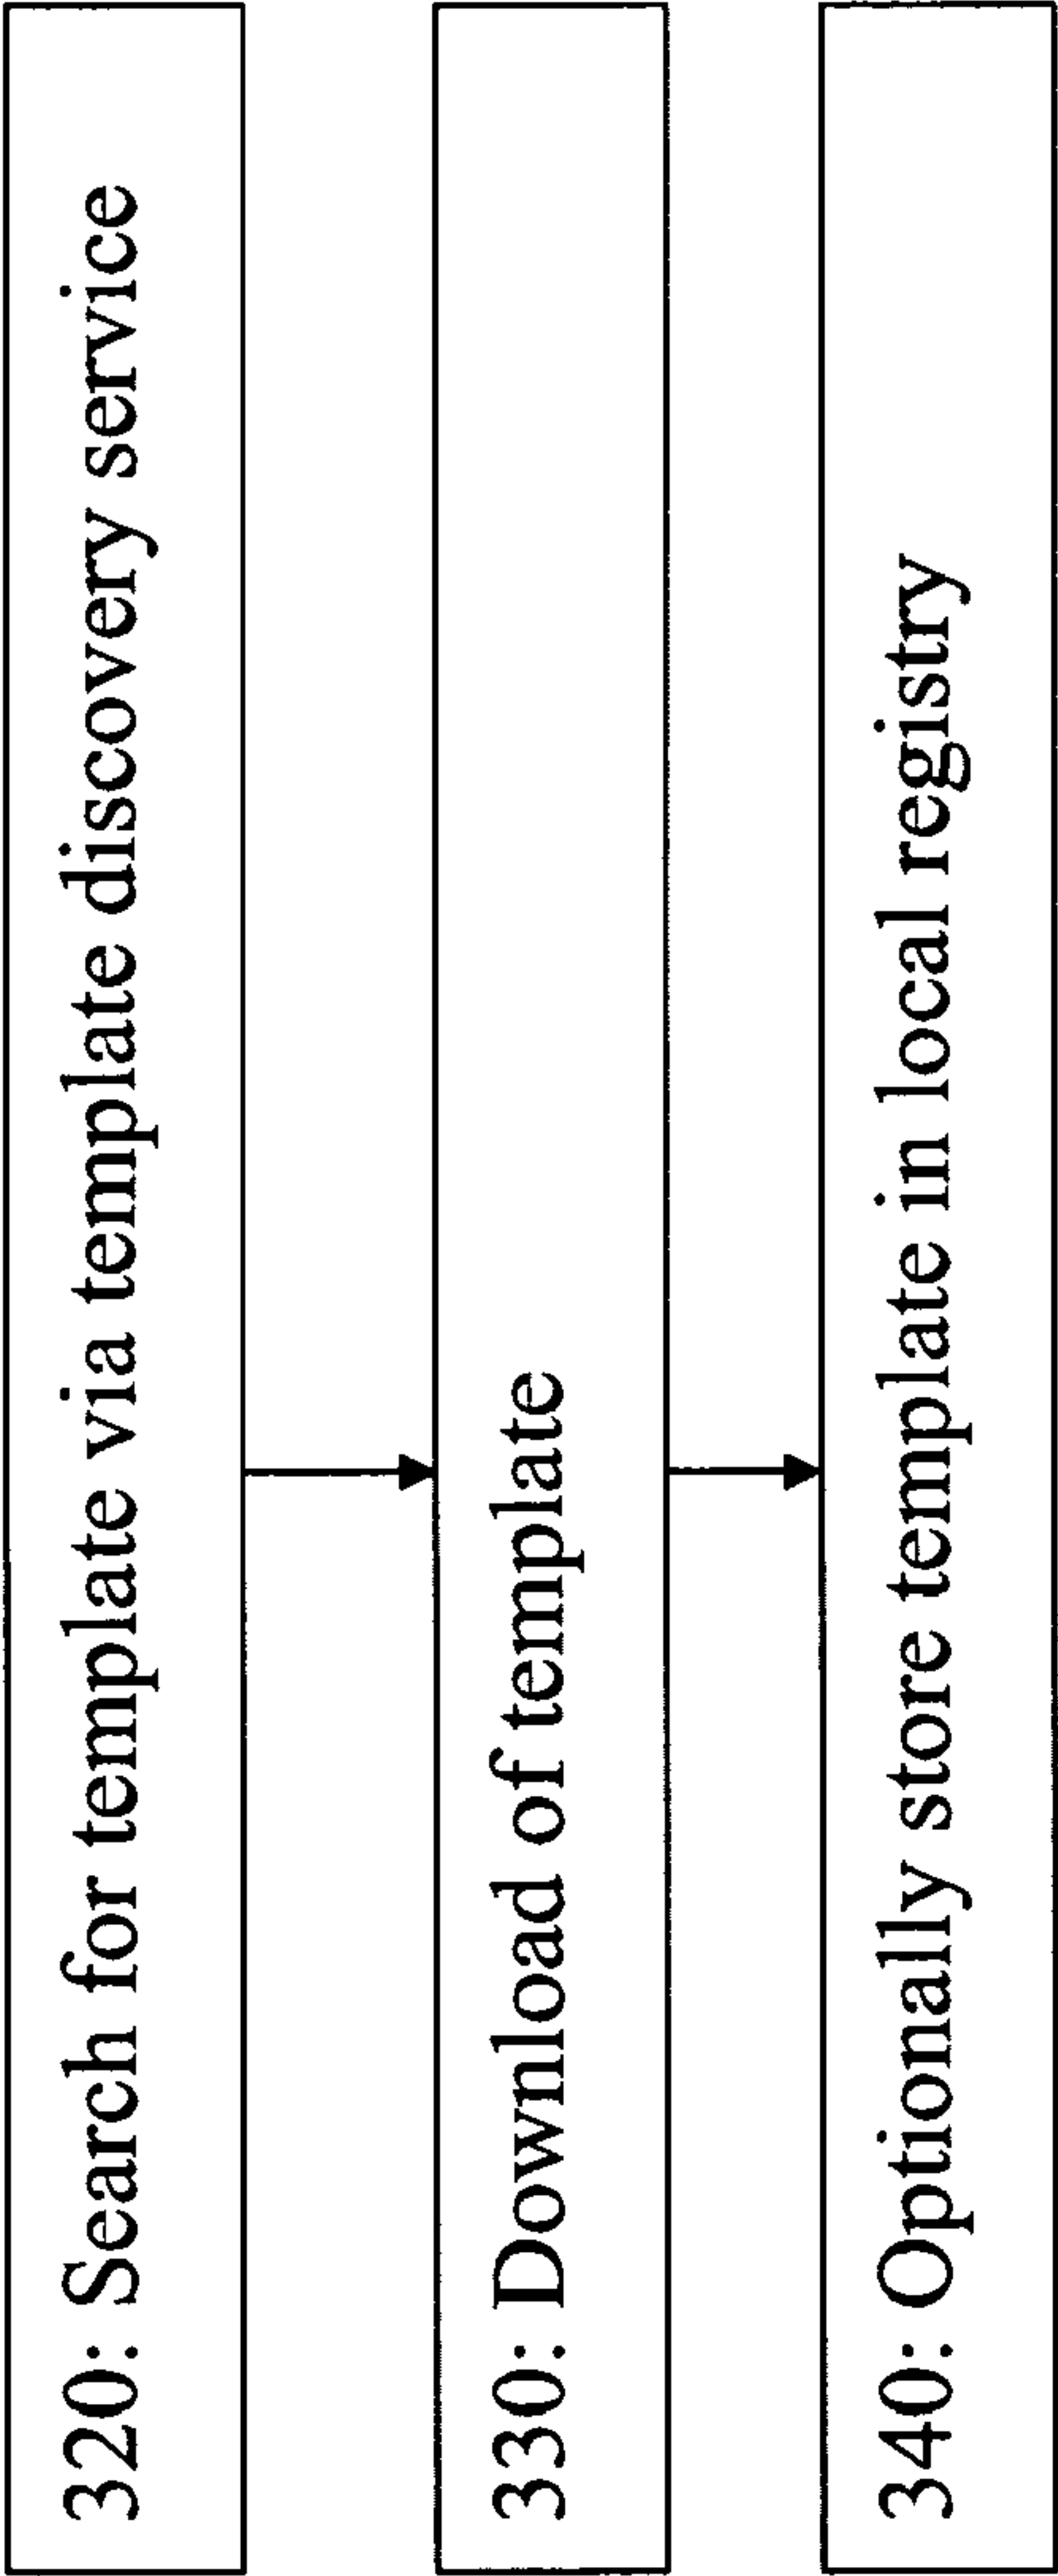 320: Search for template via template discovery service
330: Download of template
340: Optionally store template in local registry